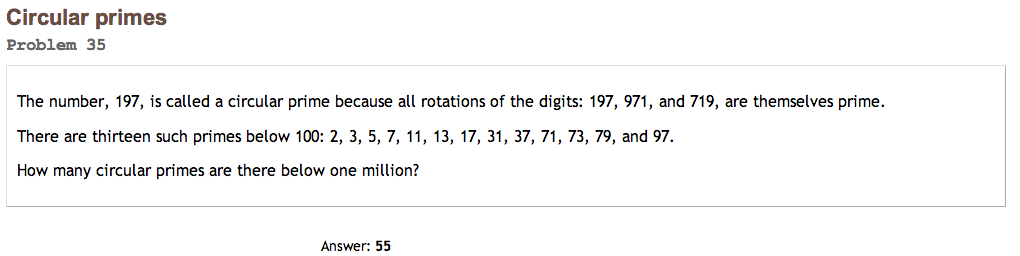 Circular primes
Problem 35
The number, 197, is called a circular prime because all rotations of the digits: 197, 971, and 719, are themselves prime.
There are thirteen such primes below 100: 2, 3, 5, 7, 11, 13, 17, 31, 37, 71, 73, 79, and 97.
How many circular primes are there below one million?
Answer: 55